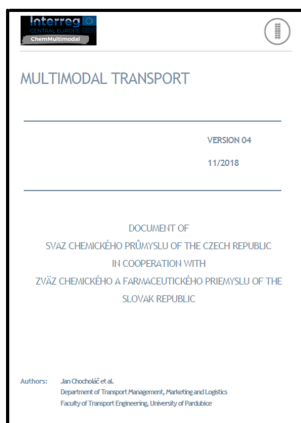 Interreg
CENTRAL EUROPE
ChemMultimodal
MULTIMODAL TRANSPORT
VERSION 04
11/2018
DOCUMENT OF
SVAZ CHEMICKÉHO PRŮMYSLU OF THE CZECH REPUBLIC
IN COOPERATION WITH
ZVÄZ CHEMICKÉHO A FARMACEUTICKÉHO PRIEMYSLU OF THE
SLOVAK REPUBLIC
Authors: Jan Chocholáč et al.
Department of Transport Management, Marketing and Logistics
Faculty of Transport Engineering, University of Pardubice